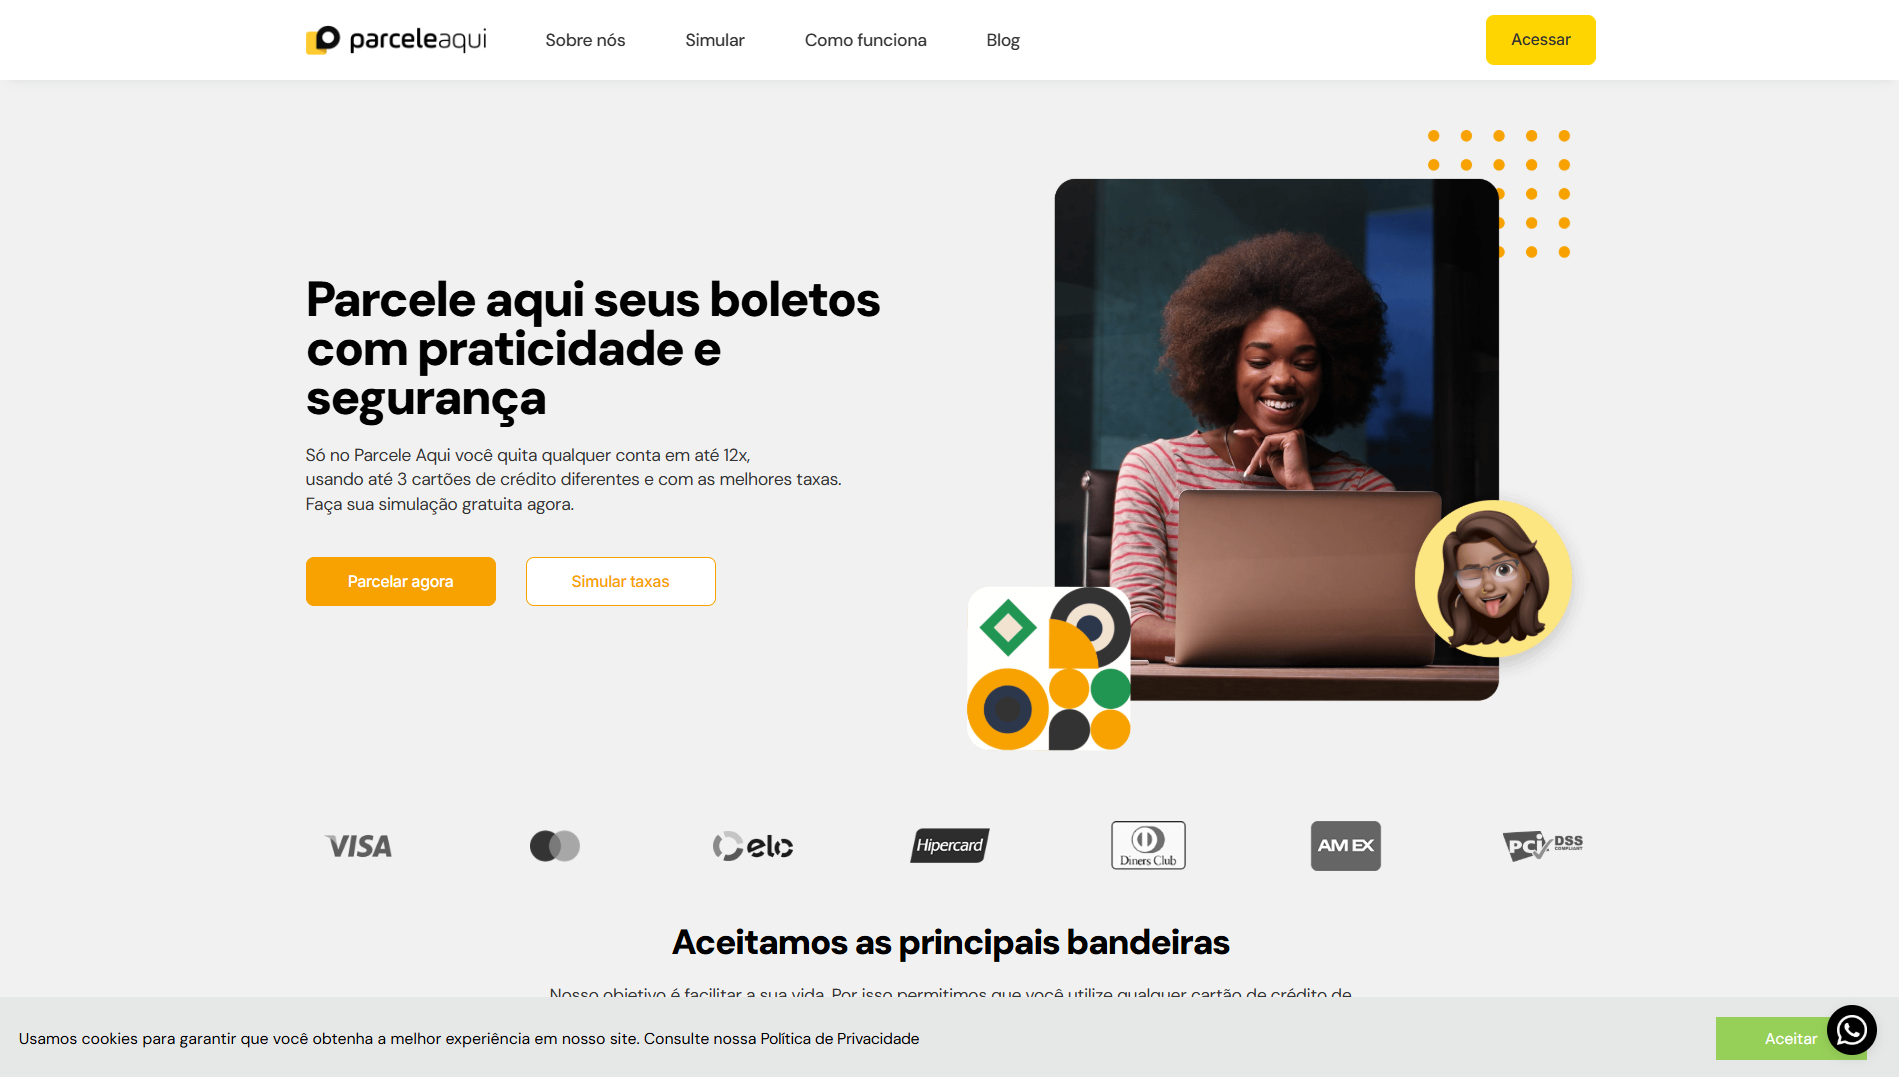 parceleaqui
Sobre nós
Simular
Como funciona
Blog
Acessar
Parcele aqui seus boletos
com praticidade e
segurança
Só no Parcele Aqui você quita qualquer conta em até 12x,
usando até 3 cartões de crédito diferentes e com as melhores taxas.
Faça sua simulação gratuita agora.
Parcelar agora
Simular taxas
VISA
elo
Hipercard
Diners Club
AM EX
PCi DSS
COMPLIANT
Aceitamos as principais bandeiras
Nosso objetivo é facilitar a sua vida. Por isso permitimos que você utilize qualquer cartão de crédito de
Usamos cookies para garantir que você obtenha a melhor experiência em nosso site. Consulte nossa Política de Privacidade
Aceitar